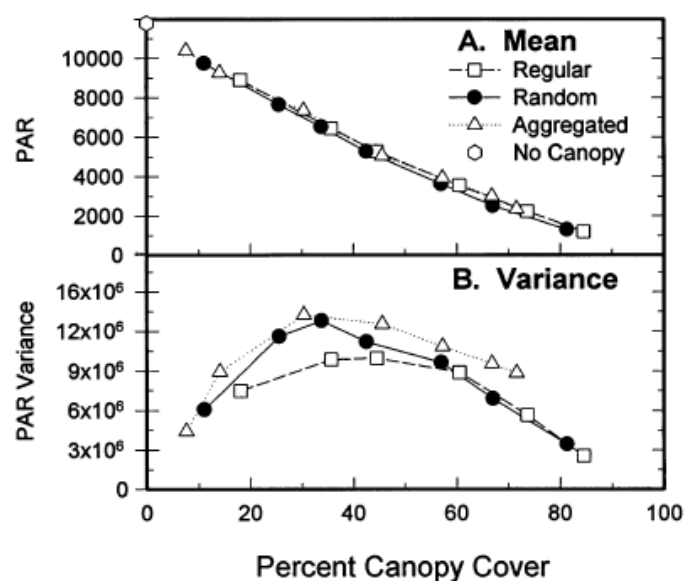 A. Mean
Regular
Random
Aggregated
No Canopy
10000
8000
6000
4000
2000
0
PAR
B. Variance
16x10⁶
12x10⁶
9x10⁶
6x10⁶
3x10⁶
0
PAR Variance
0 20 40 60 80 100
Percent Canopy Cover